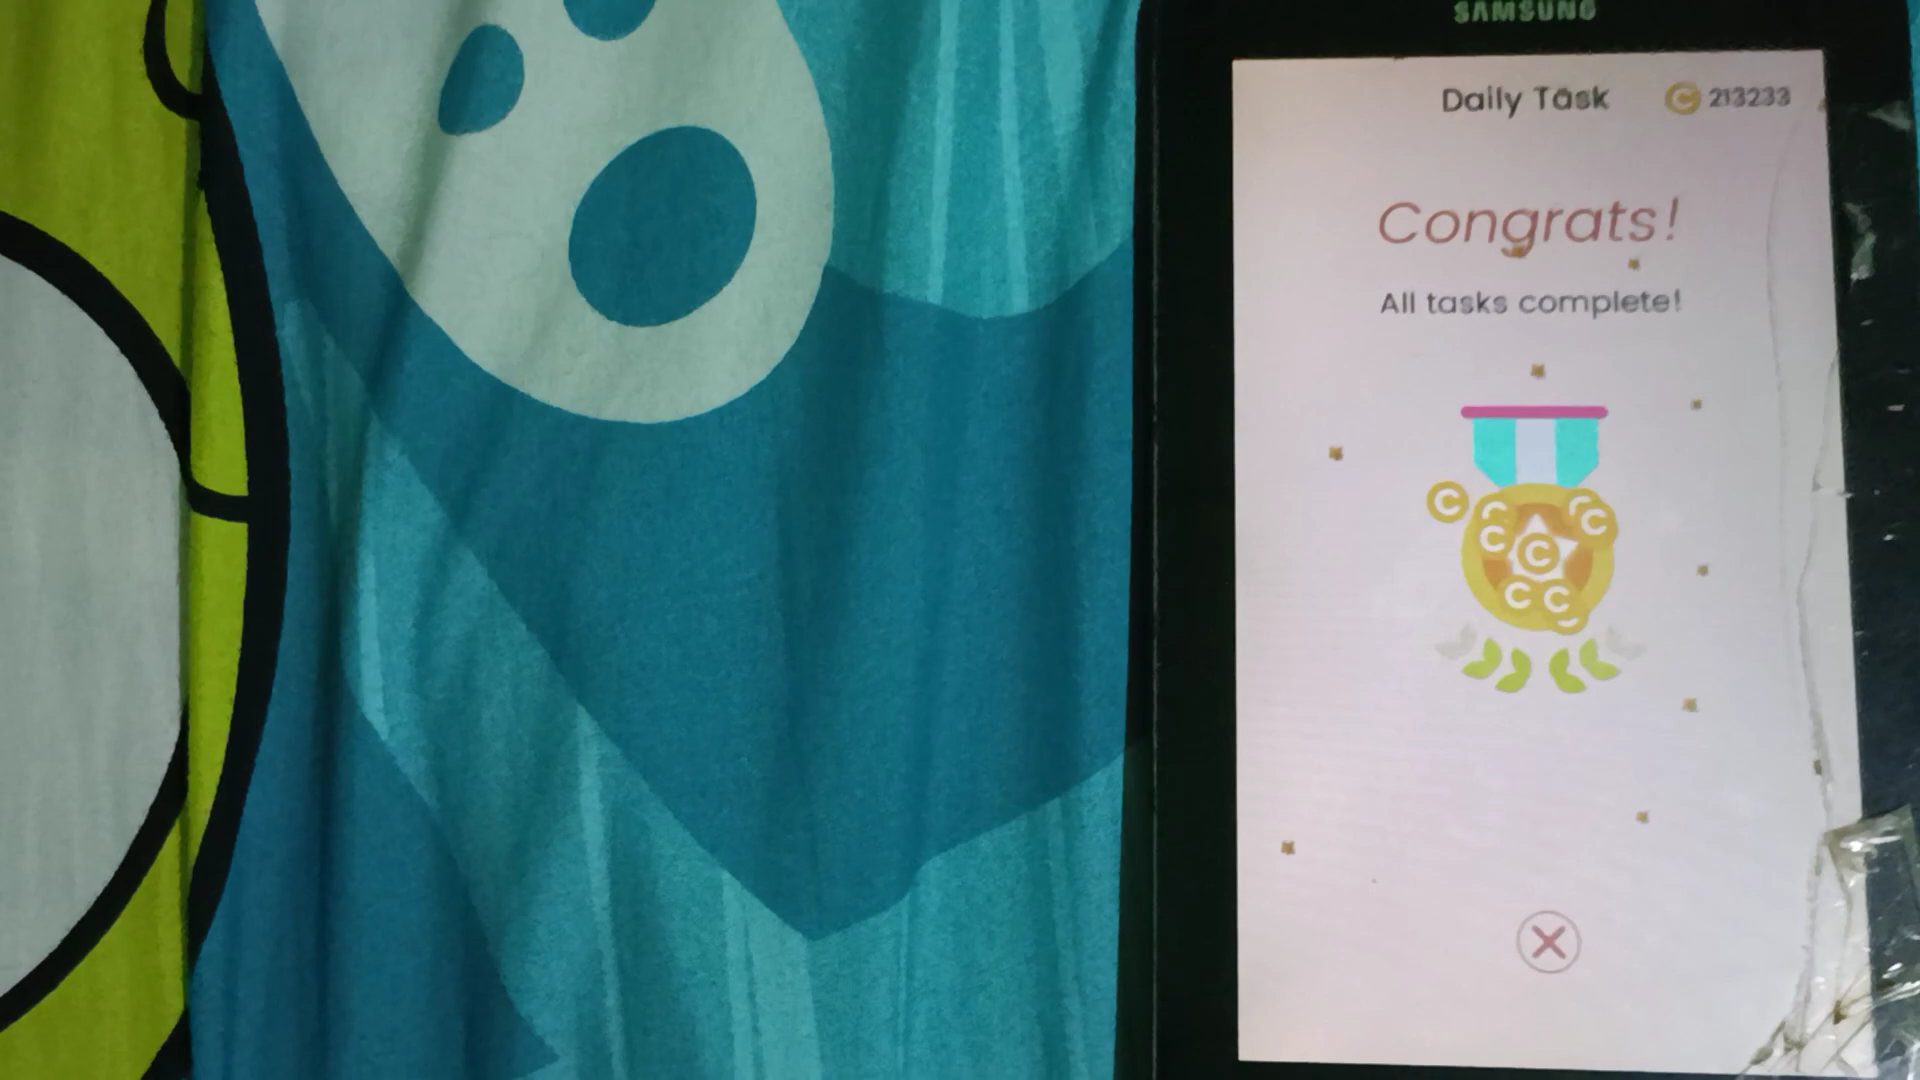 SAMSUNG
Daily Task
C 213233
Congrats!
All tasks complete!
C
C C
C C
C C